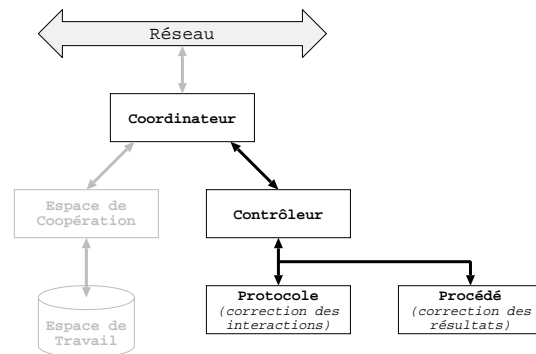 Réseau
Coordinateur
Espace de
Coopération
Contrôleur
Protocole
(correction des
interactions)
Procédé
(correction des
résultats)
Espace de
Travail